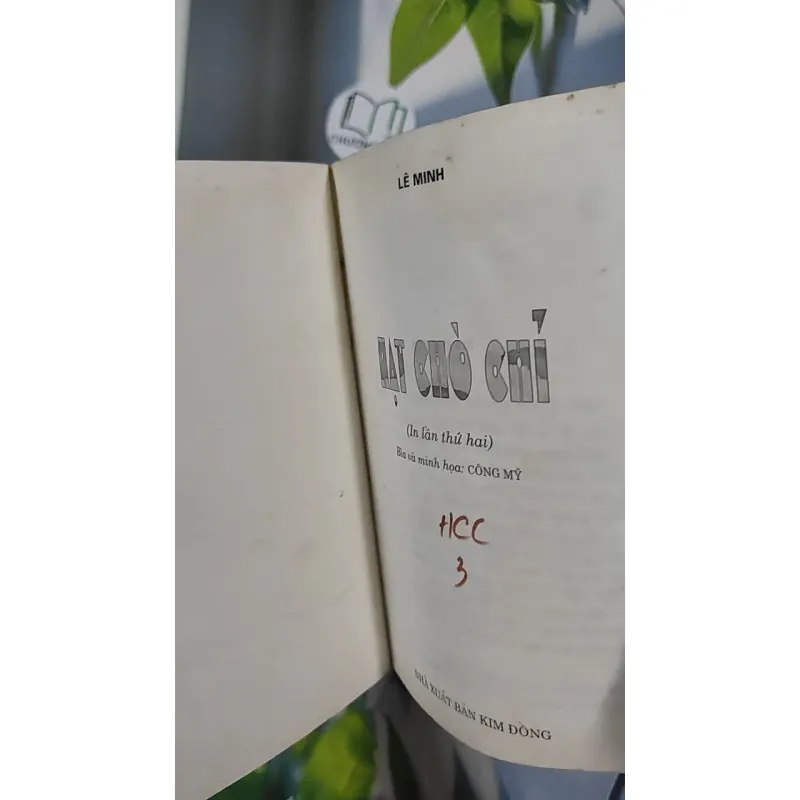 LÊ MINH
HẠT CHÒ CHỈ
(In lần thứ hai)
Bìa và minh họa: CÔNG MỸ
HCC
3
NHÀ XUẤT BẢN KIM ĐỒNG